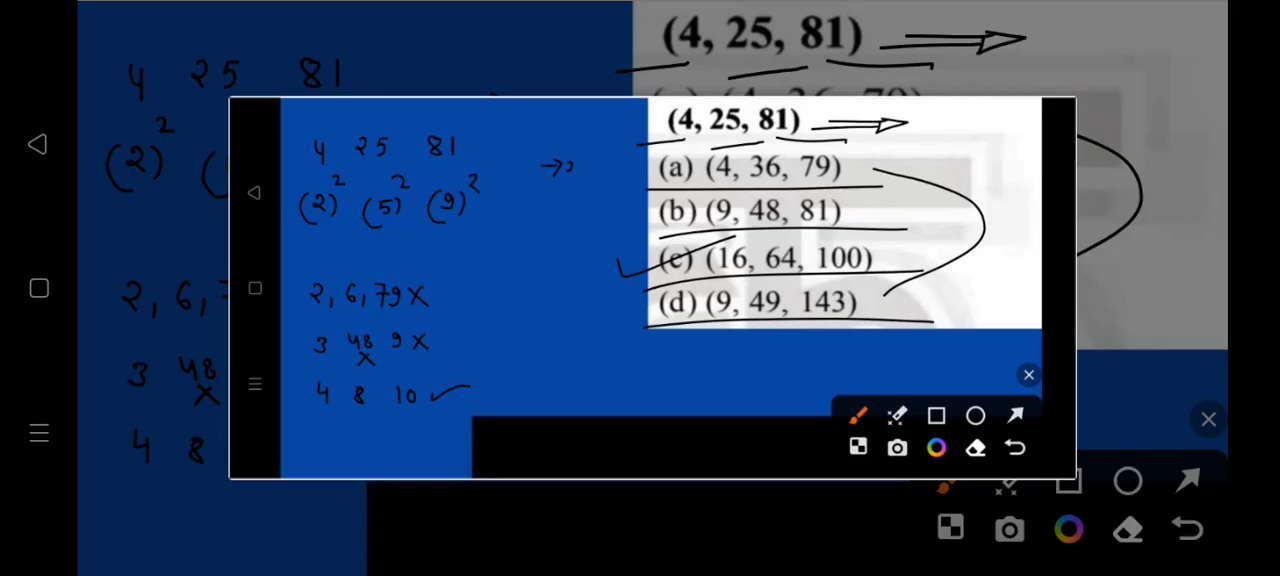 4 25 81
(2)² (
2, 6, 7
3 48
X
4 8
(4, 25, 81)
4 25 81
(2)² (5)² (9)²
2, 6, 79 X
3 48 9 X
X
4 8 10 ✓
(4, 25, 81)
(a) (4, 36, 79)
(b) (9, 48, 81)
(c) (16, 64, 100)
(d) (9, 49, 143)